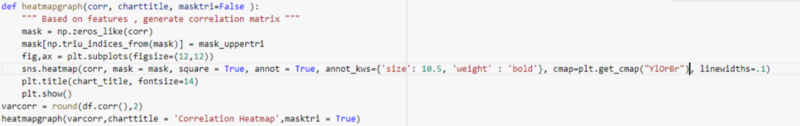 def heatmapgraph(corr, charttitle, masktri=False ):
    """ Based on features , generate correlation matrix """
    mask = np.zeros_like(corr)
    mask[np.triu_indices_from(mask)] = mask_uppertri
    fig,ax = plt.subplots(figsize=(12,12))
    sns.heatmap(corr, mask = mask, square = True, annot = True, annot_kws={'size': 10.5, 'weight' : 'bold'}, cmap=plt.get_cmap("YlOrBr"), linewidths=.1)
    plt.title(chart_title, fontsize=14)
    plt.show()
varcorr = round(df.corr(),2)
heatmapgraph(varcorr,charttitle = 'Correlation Heatmap',masktri = True)